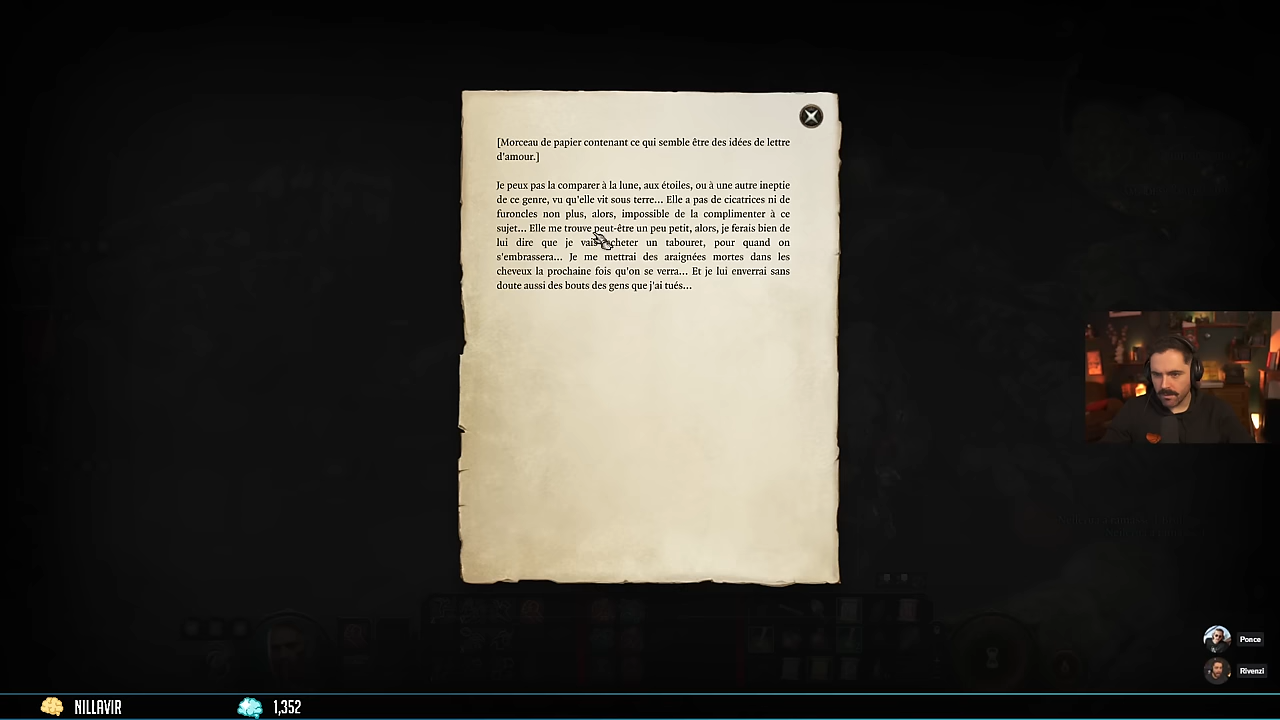 [Morceau de papier contenant ce qui semble être des idées de lettre
d'amour.]
Je peux pas la comparer à la lune, aux étoiles, ou à une autre ineptie
de ce genre, vu qu'elle vit sous terre... Elle a pas de cicatrices ni de
furoncles non plus, alors, impossible de la complimenter à ce
sujet... Elle me trouve peut-être un peu petit, alors, je ferais bien de
lui dire que je vais acheter un tabouret, pour quand on
s'embrassera... Je me mettrai des araignées mortes dans les
cheveux la prochaine fois qu'on se verra... Et je lui enverrai sans
doute aussi des bouts des gens que j'ai tués...
Ponce
Rivenzi
NILLAVIR
1,352